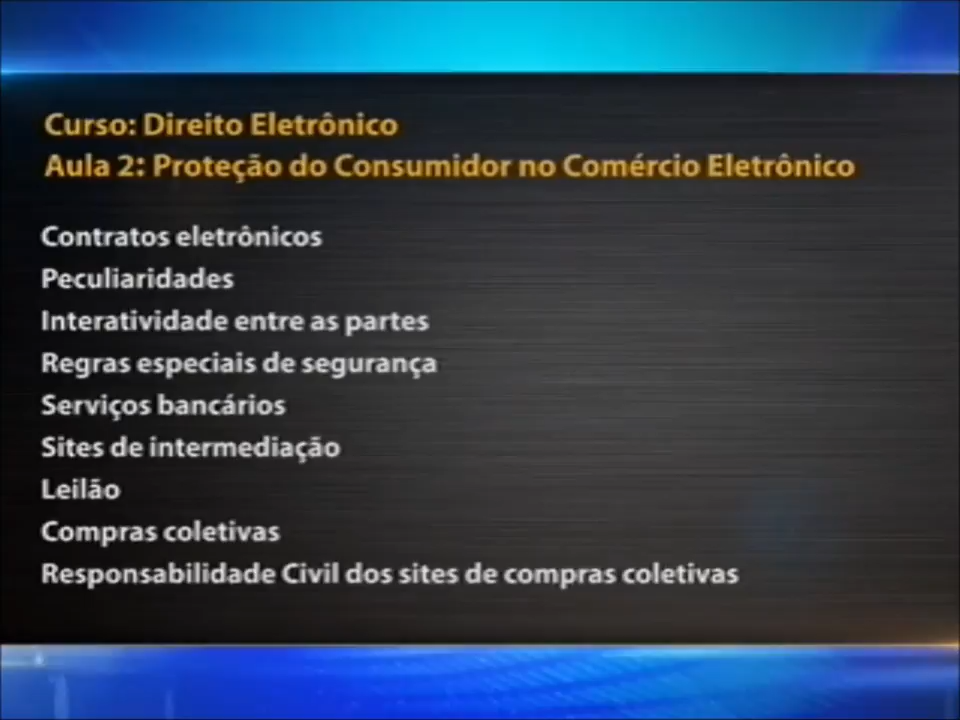 Curso: Direito Eletrônico
Aula 2: Proteção do Consumidor no Comércio Eletrônico
Contratos eletrônicos
Peculiaridades
Interatividade entre as partes
Regras especiais de segurança
Serviços bancários
Sites de intermediação
Leilão
Compras coletivas
Responsabilidade Civil dos sites de compras coletivas